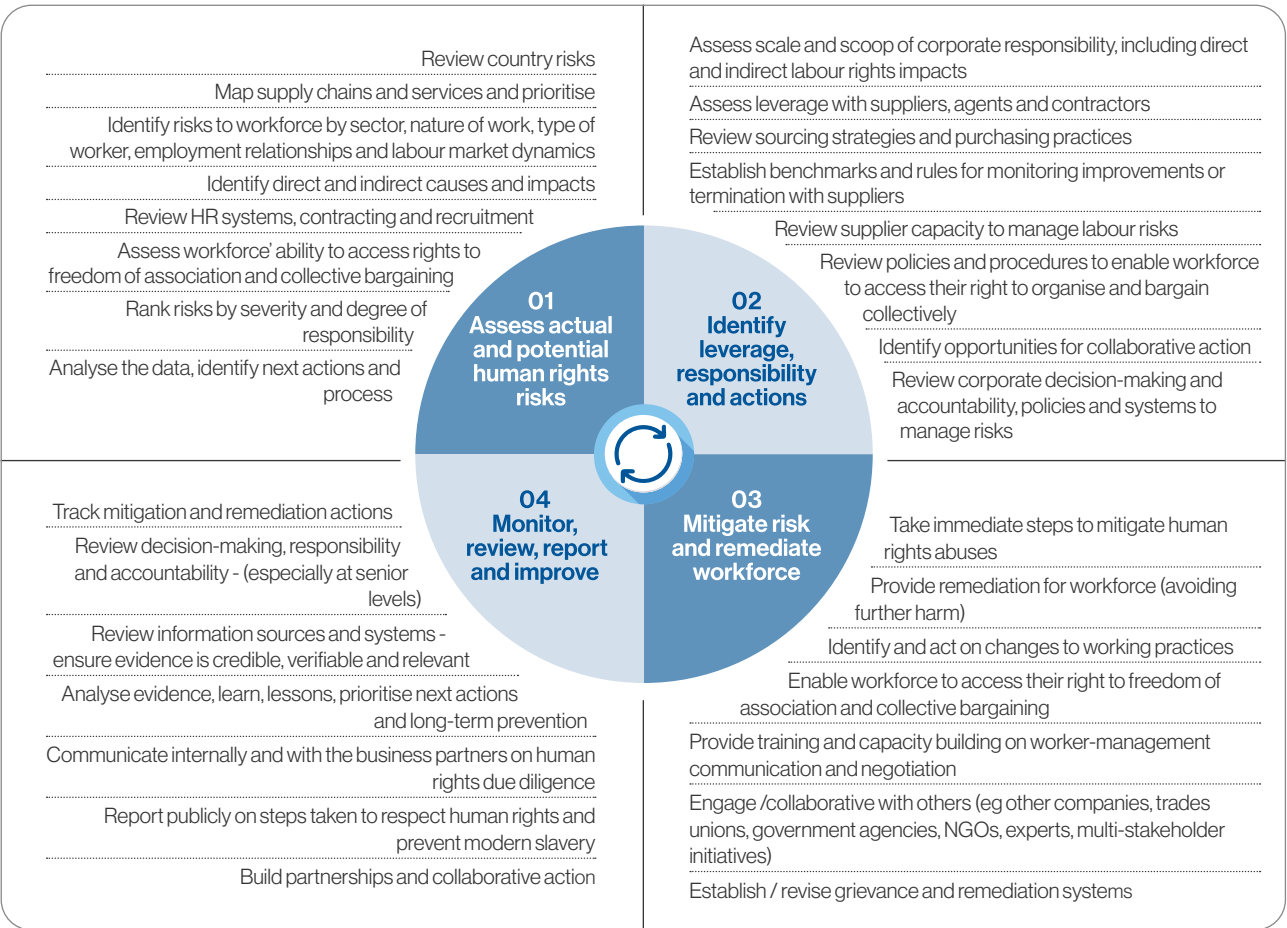 Review country risks
Map supply chains and services and prioritise
Identify risks to workforce by sector, nature of work, type of
worker, employment relationships and labour market dynamics
Identify direct and indirect causes and impacts
Review HR systems, contracting and recruitment
Assess workforce' ability to access rights to
freedom of association and collective bargaining
Rank risks by severity and degree of
responsibility
Analyse the data, identify next actions and
process
01
Assess actual
and potential
human rights
risks
Assess scale and scoop of corporate responsibility, including direct
and indirect labour rights impacts
Assess leverage with suppliers, agents and contractors
Review sourcing strategies and purchasing practices
Establish benchmarks and rules for monitoring improvements or
termination with suppliers
Review supplier capacity to manage labour risks
Review policies and procedures to enable workforce
to access their right to organise and bargain
collectively
Identify opportunities for collaborative action
Review corporate decision-making and
accountability, policies and systems to
manage risks
02
Identify
leverage,
responsibility
and actions
03
Mitigate risk
and remediate
workforce
Take immediate steps to mitigate human
rights abuses
Provide remediation for workforce (avoiding
further harm)
Identify and act on changes to working practices
Enable workforce to access their right to freedom of
association and collective bargaining
Provide training and capacity building on worker-management
communication and negotiation
Engage /collaborative with others (eg other companies, trades
unions, government agencies, NGOs, experts, multi-stakeholder
initiatives)
Establish / revise grievance and remediation systems
04
Monitor,
review, report
and improve
Track mitigation and remediation actions
Review decision-making, responsibility
and accountability - (especially at senior
levels)
Review information sources and systems -
ensure evidence is credible, verifiable and relevant
Analyse evidence, learn, lessons, prioritise next actions
and long-term prevention
Communicate internally and with the business partners on human
rights due diligence
Report publicly on steps taken to respect human rights and
prevent modern slavery
Build partnerships and collaborative action